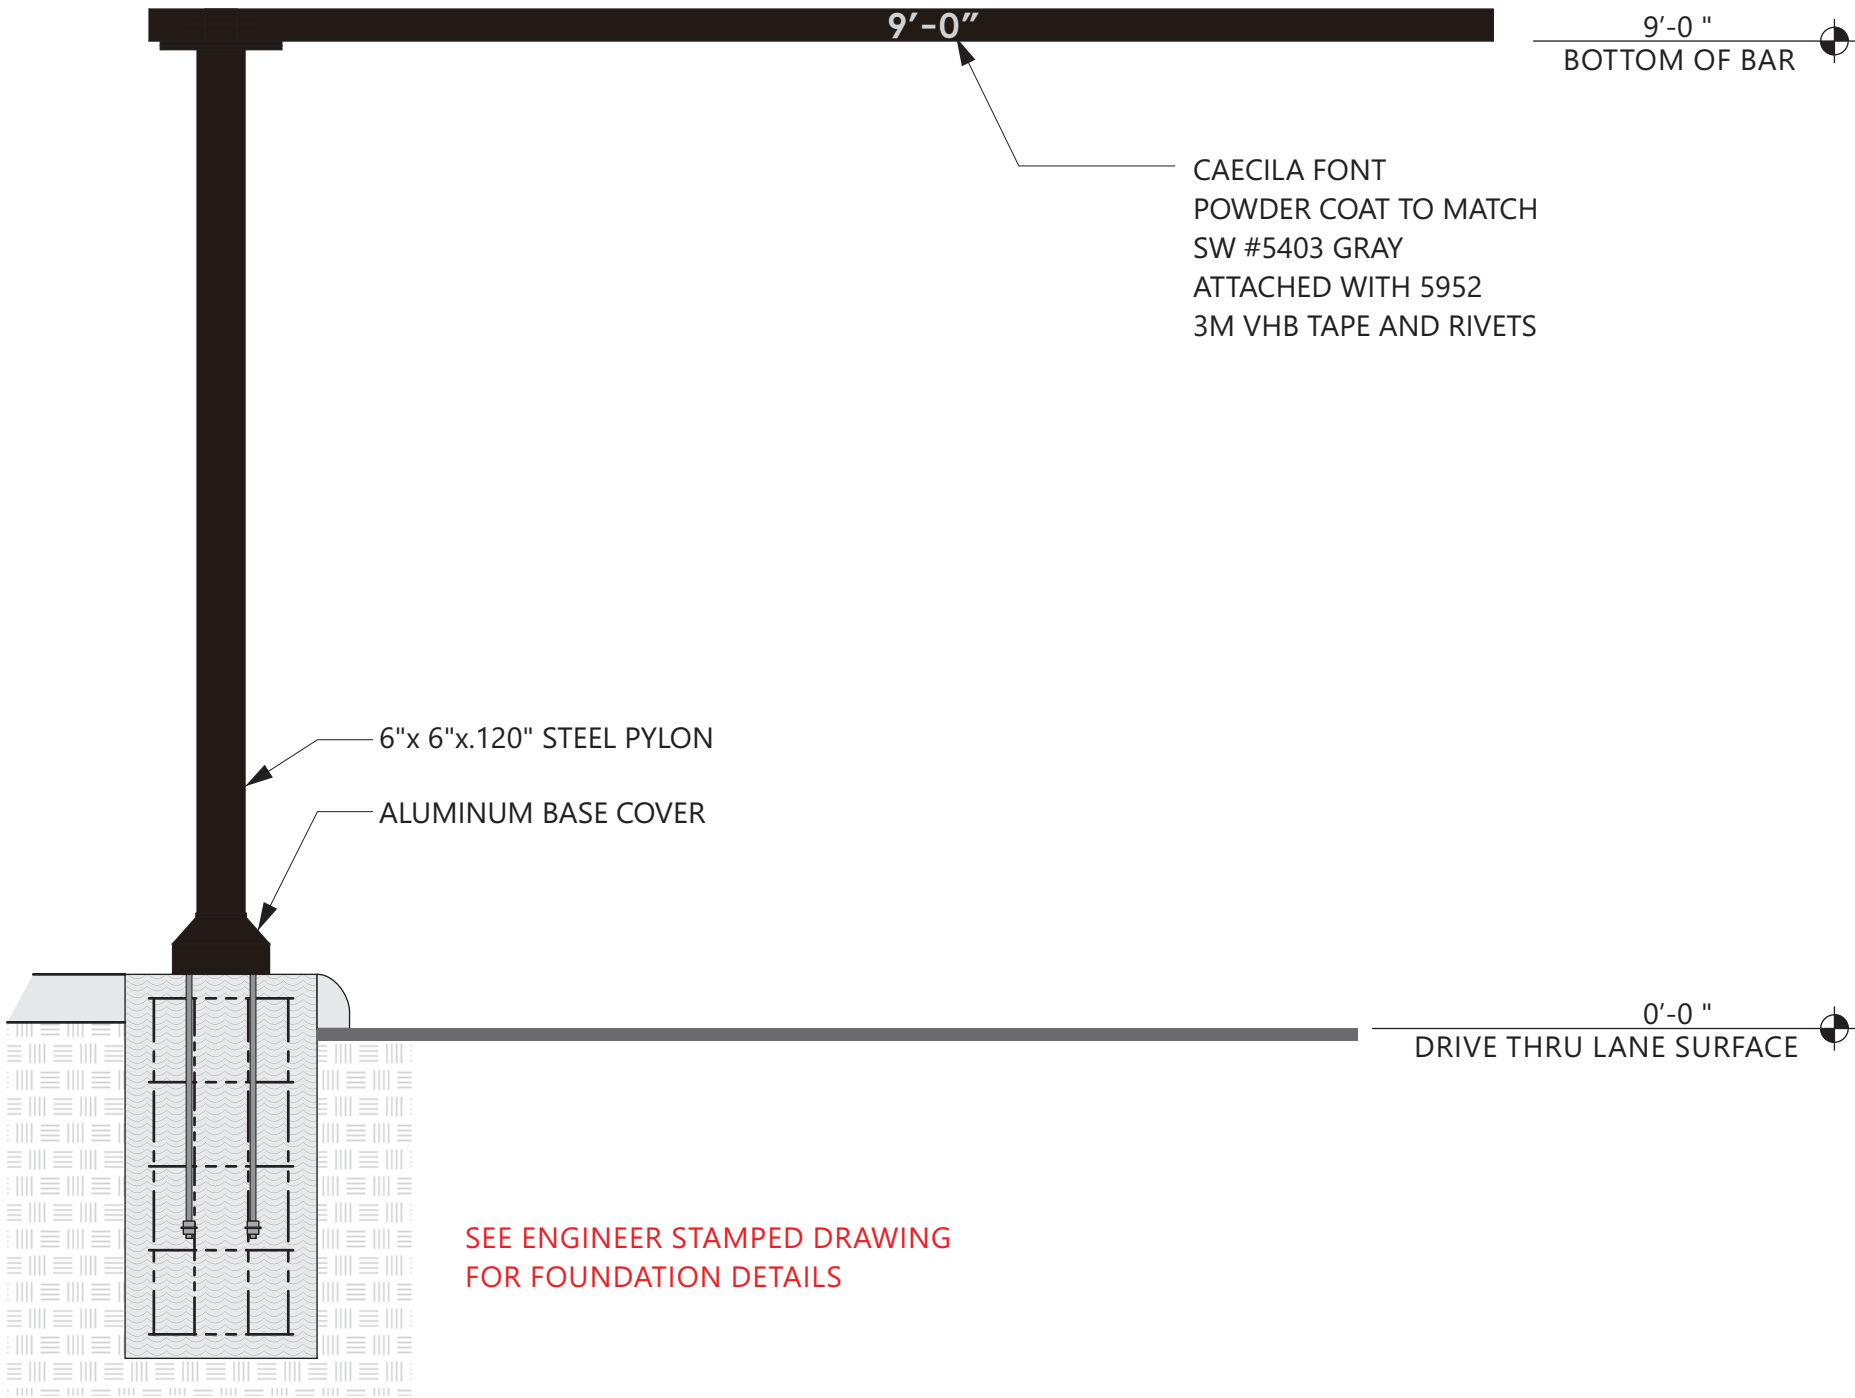 9′-0″
9′-0 "
BOTTOM OF BAR
CAECILA FONT
POWDER COAT TO MATCH
SW #5403 GRAY
ATTACHED WITH 5952
3M VHB TAPE AND RIVETS
6"x 6"x.120" STEEL PYLON
ALUMINUM BASE COVER
0′-0 "
DRIVE THRU LANE SURFACE
SEE ENGINEER STAMPED DRAWING
FOR FOUNDATION DETAILS